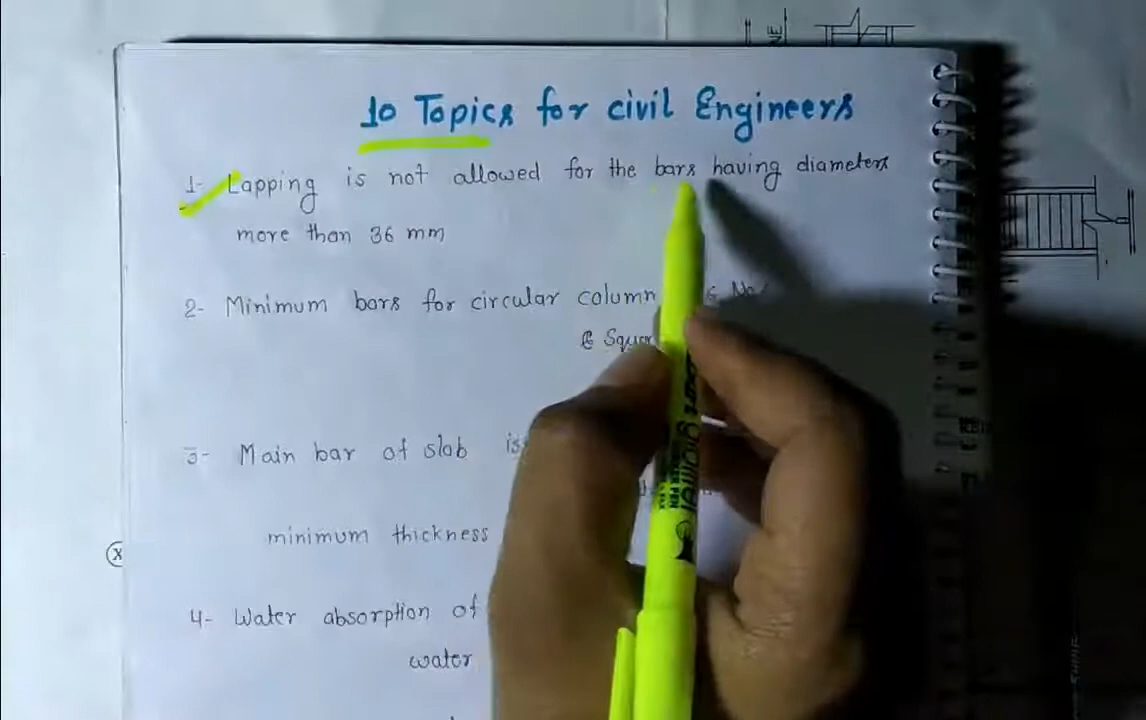 10 Topics for civil Engineers
1- Lapping is not allowed for the bars having diameters
more than 36 mm
2- Minimum bars for circular column
3- Main bar of slab is
minimum thickness
4- Water absorption of
water
X